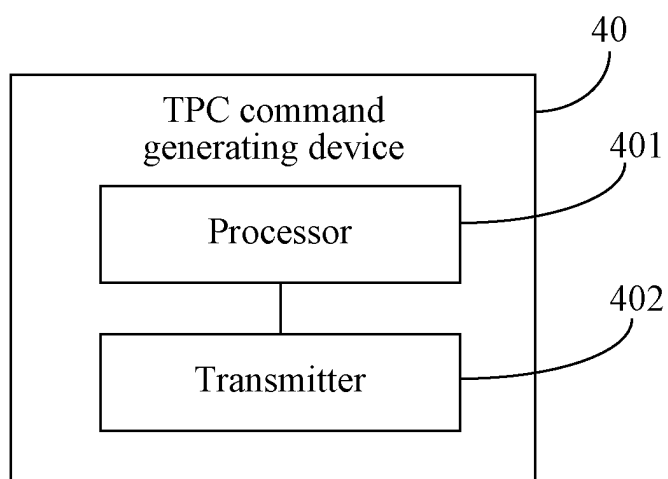 40
TPC command
generating device
401
Processor
402
Transmitter